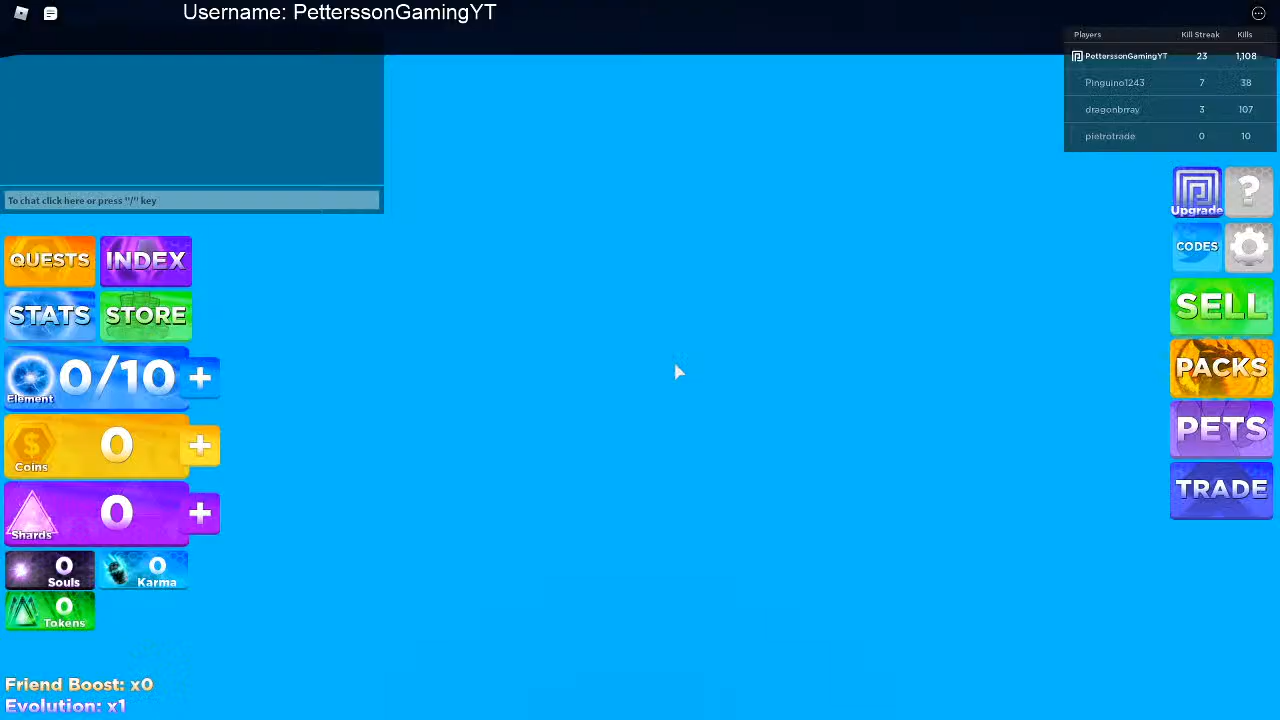 Username: PetterssonGamingYT
Players Kill Streak Kills
PetterssonGamingYT 23 1,108
Pinguino1243 7 38
dragonbrray 3 107
pietrotrade 0 10
To chat click here or press "/" key
Upgrade ?
CODES
QUESTS INDEX
STATS STORE
SELL
0/10 +
Element
PACKS
0 +
Coins
PETS
0 +
Shards
TRADE
0 0
Souls Karma
0
Tokens
Friend Boost: x0
Evolution: x1